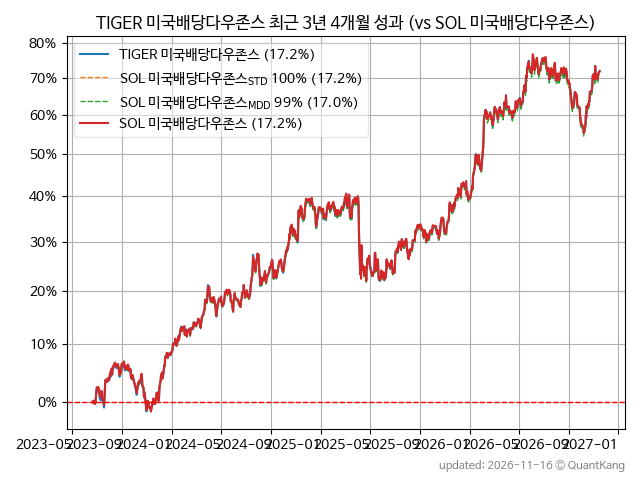 TIGER 미국배당다우존스 최근 3년 4개월 성과 (vs SOL 미국배당다우존스)
80%
70%
60%
50%
40%
30%
20%
10%
0%
TIGER 미국배당다우존스 (17.2%)
SOL 미국배당다우존스STD 100% (17.2%)
SOL 미국배당다우존스MDD 99% (17.0%)
SOL 미국배당다우존스 (17.2%)
2023-05 2023-09 2024-01 2024-05 2024-09 2025-01 2025-05 2025-09 2026-01 2026-05 2026-09 2027-01
updated: 2026-11-16 © QuantKang